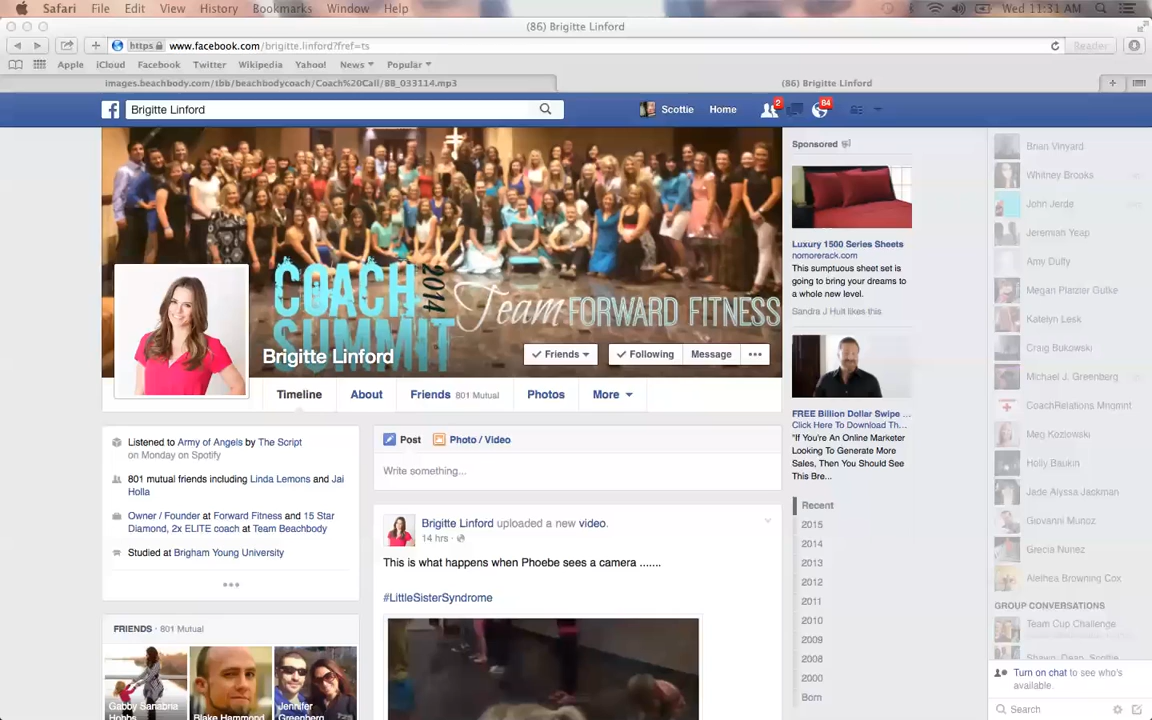 Safari File Edit View History Bookmarks Window Help Wed 11:31 AM
(86) Brigitte Linford
https www.facebook.com/brigitte.linford?fref=ts Reader
Apple iCloud Facebook Twitter Wikipedia Yahoo! News Popular
images.beachbody.com/tbb/beachbodycoach/Coach%20Call/BB_033114.mp3 (86) Brigitte Linford
Brigitte Linford Scottie Home 2 84
COACH 2014
SUMMIT
Team FORWARD FITNESS
Brigitte Linford
Friends Following Message
Timeline About Friends 801 Mutual Photos More
Listened to Army of Angels by The Script
on Monday on Spotify
801 mutual friends including Linda Lemons and Jai
Holla
Owner / Founder at Forward Fitness and 15 Star
Diamond, 2x ELITE coach at Team Beachbody
Studied at Brigham Young University
FRIENDS · 801 Mutual
Gabby Sanabria
Hobbs
Blake Hammond
Jennifer
Greenberg
Post Photo / Video
Write something...
Brigitte Linford uploaded a new video.
14 hrs ·
This is what happens when Phoebe sees a camera .......
#LittleSisterSyndrome
Sponsored
Luxury 1500 Series Sheets
nomorerack.com
This sumptuous sheet set is
going to bring your dreams to
a whole new level.
Sandra J Hult likes this
FREE Billion Dollar Swipe ...
Click Here To Download Th...
"If You're An Online Marketer
Looking To Generate More
Sales, Then You Should See
This Bre...
Recent
2015
2014
2013
2012
2011
2010
2009
2008
2000
Born
Brian Vinyard
Whitney Brooks
John Jerde
Jeremiah Yeap
Amy Duffy
Megan Platzier Gulke
Katelyn Lesk
Craig Bukowski
Michael J. Greenberg
CoachRelations Mngmnt
Meg Kozlowski
Holly Baukin
Jade Alyssa Jackman
Giovanni Munoz
Grecia Nunez
Alethea Browning Cox
GROUP CONVERSATIONS
Team Cup Challenge
Shawn, Dean, Scottie
Turn on chat to see who's
available.
Search